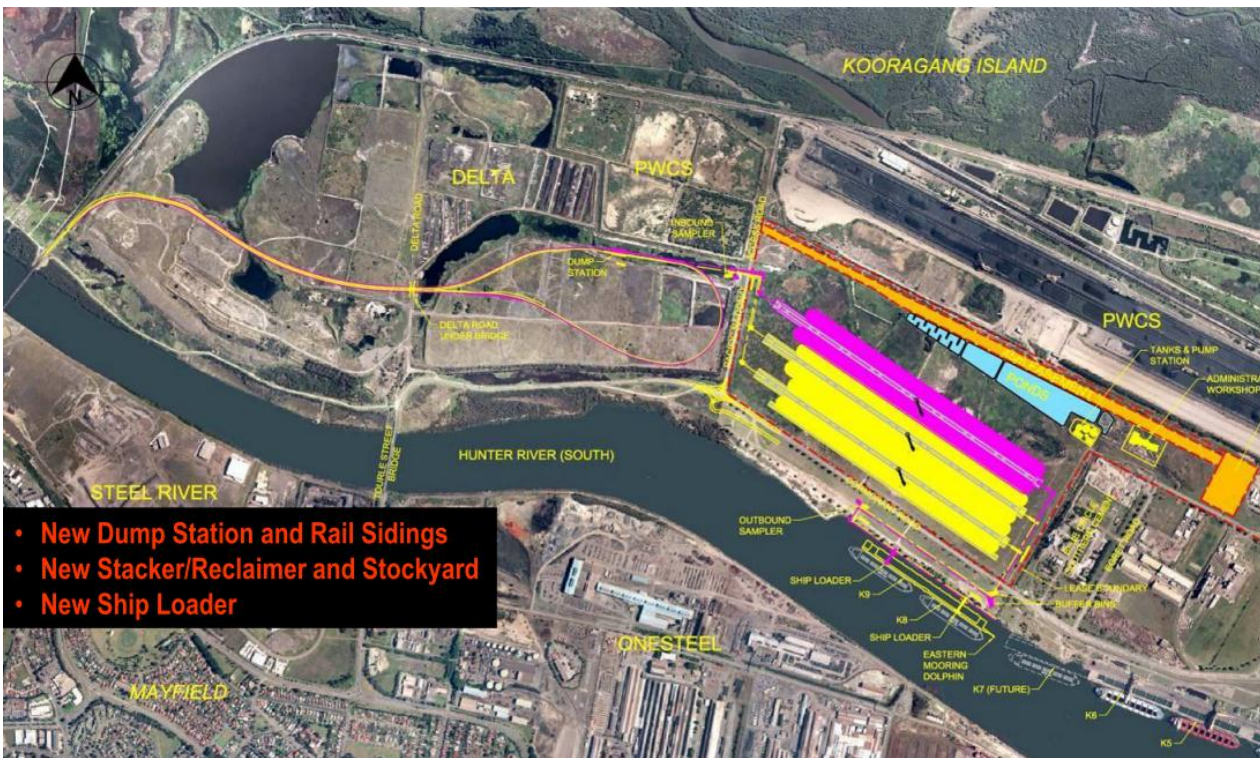 N
KOORAGANG ISLAND
DELTA
PWCS
INBOUND
SAMPLER
DELTA ROAD
DUMP
STATION
DELTA ROAD
UNDER BRIDGE
PWCS
TANKS & PUMP
STATION
ADMINISTRA
WORKSHOP
PONDS
HUNTER RIVER (SOUTH)
TOURLE STREET
BRIDGE
STEEL RIVER
• New Dump Station and Rail Sidings
• New Stacker/Reclaimer and Stockyard
• New Ship Loader
OUTBOUND
SAMPLER
SHIP LOADER
K9
K8
SHIP LOADER
EASTERN
MOORING
DOLPHIN
LEASE BOUNDARY
BUFFER BINS
K7 (FUTURE)
K6
K5
ONESTEEL
MAYFIELD